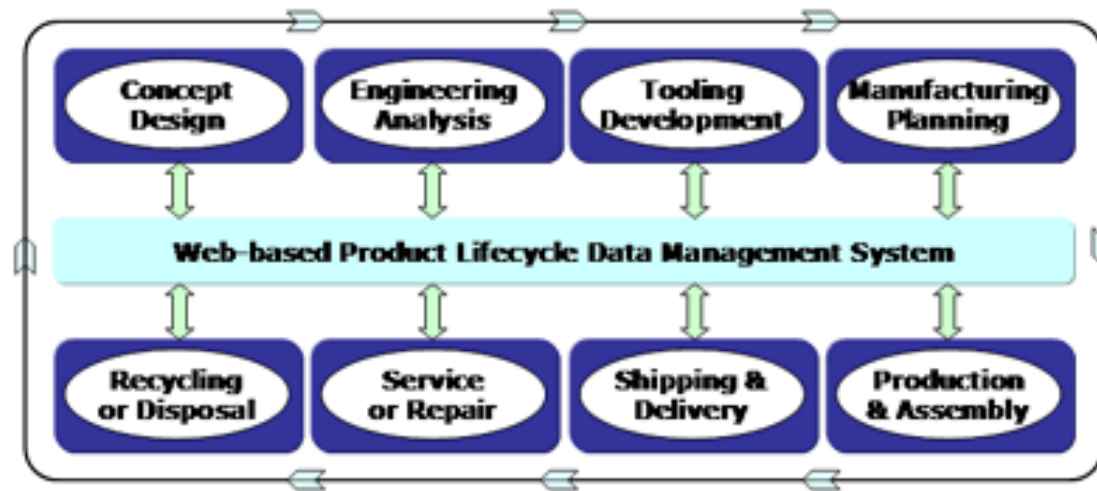 Concept
Design
Engineering
Analysis
Tooling
Development
Manufacturing
Planning
Web-based Product Lifecycle Data Management System
Recycling
or Disposal
Service
or Repair
Shipping &
Delivery
Production
& Assembly